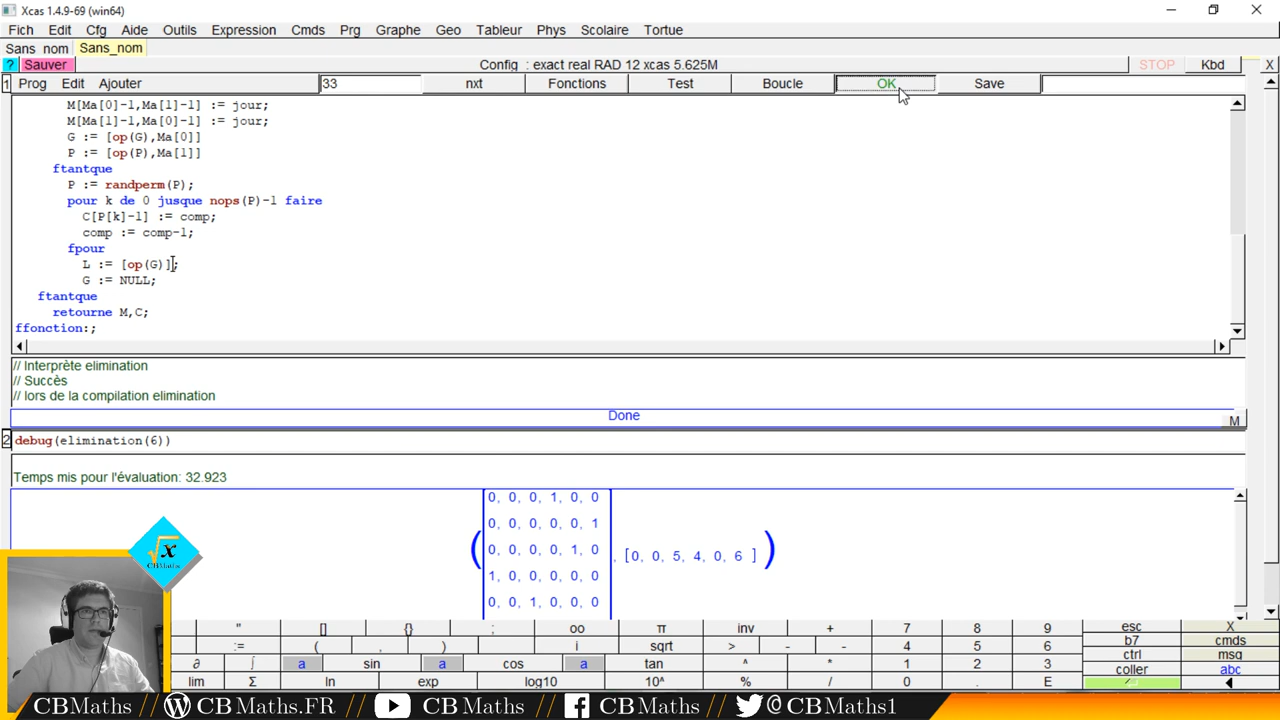 Xcas 1.4.9-69 (win64)
Fich Edit Cfg Aide Outils Expression Cmds Prg Graphe Geo Tableur Phys Scolaire Tortue
Sans nom Sans_nom
? Sauver Config : exact real RAD 12 xcas 5.625M STOP Kbd X
1 Prog Edit Ajouter 33 nxt Fonctions Test Boucle OK Save
M[Ma[0]-1,Ma[1]-1] := jour;
M[Ma[1]-1,Ma[0]-1] := jour;
G := [op(G),Ma[0]]
P := [op(P),Ma[1]]
ftantque
P := randperm(P);
pour k de 0 jusque nops(P)-1 faire
C[P[k]-1] := comp;
comp := comp-1;
fpour
L := [op(G)];
G := NULL;
ftantque
retourne M,C;
ffonction:;
// Interprète elimination
// Succès
// lors de la compilation elimination
Done
M
2 debug(elimination(6))
Temps mis pour l'évaluation: 32.923
0, 0, 0, 1, 0, 0
0, 0, 0, 0, 0, 1
( 0, 0, 0, 0, 1, 0 , [0, 0, 5, 4, 0, 6 ] )
1, 0, 0, 0, 0, 0
0, 0, 1, 0, 0, 0
√x
CBMaths
" [] {} ; oo π inv + 7 8 9 esc X
:= ( , ) i sqrt > - - 4 5 6 b7 cmds
∂ ∫ a sin a cos a tan ^ * 1 2 3 ctrl msg
coller abc
lim Σ ln exp log10 10^ % / 0 . E
CBMaths // CBMaths.FR // CBMaths // CBMaths // @CBMaths1